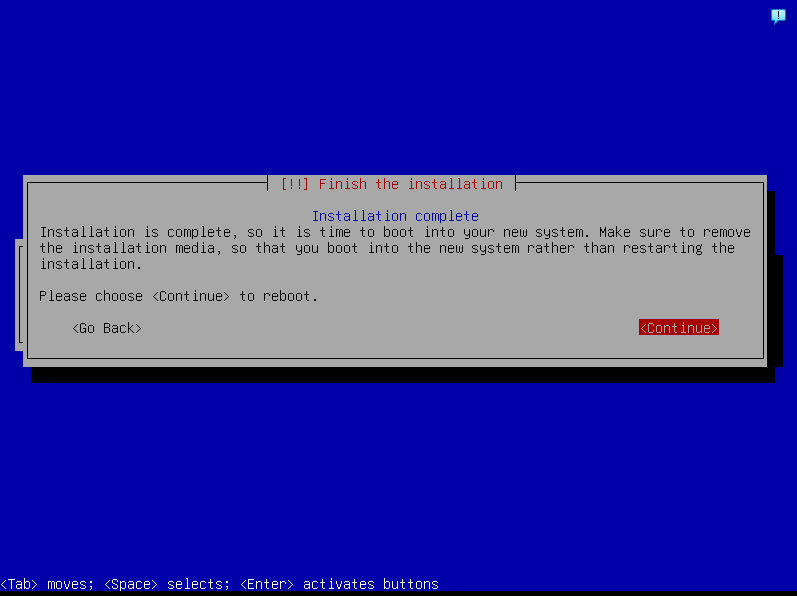 [!!] Finish the installation
Installation complete
Installation is complete, so it is time to boot into your new system. Make sure to remove
the installation media, so that you boot into the new system rather than restarting the
installation.
Please choose <Continue> to reboot.
<Go Back> <Continue>
<Tab> moves; <Space> selects; <Enter> activates buttons